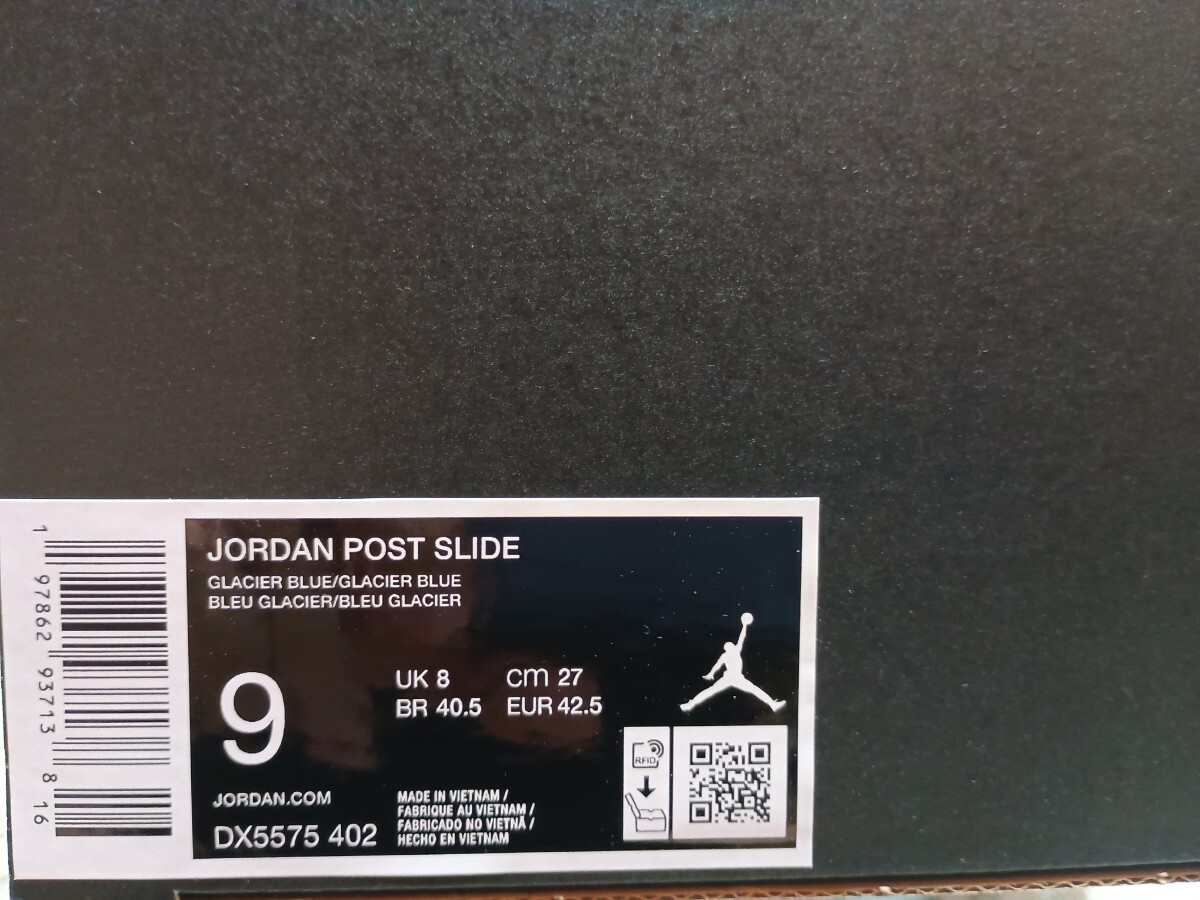 JORDAN POST SLIDE
GLACIER BLUE/GLACIER BLUE
BLEU GLACIER/BLEU GLACIER
9
UK 8 cm 27
BR 40.5 EUR 42.5
JORDAN.COM
DX5575 402
MADE IN VIETNAM /
FABRIQUE AU VIETNAM /
FABRICADO NO VIETNÃ /
HECHO EN VIETNAM
RFID
1 97862 93713 8 16